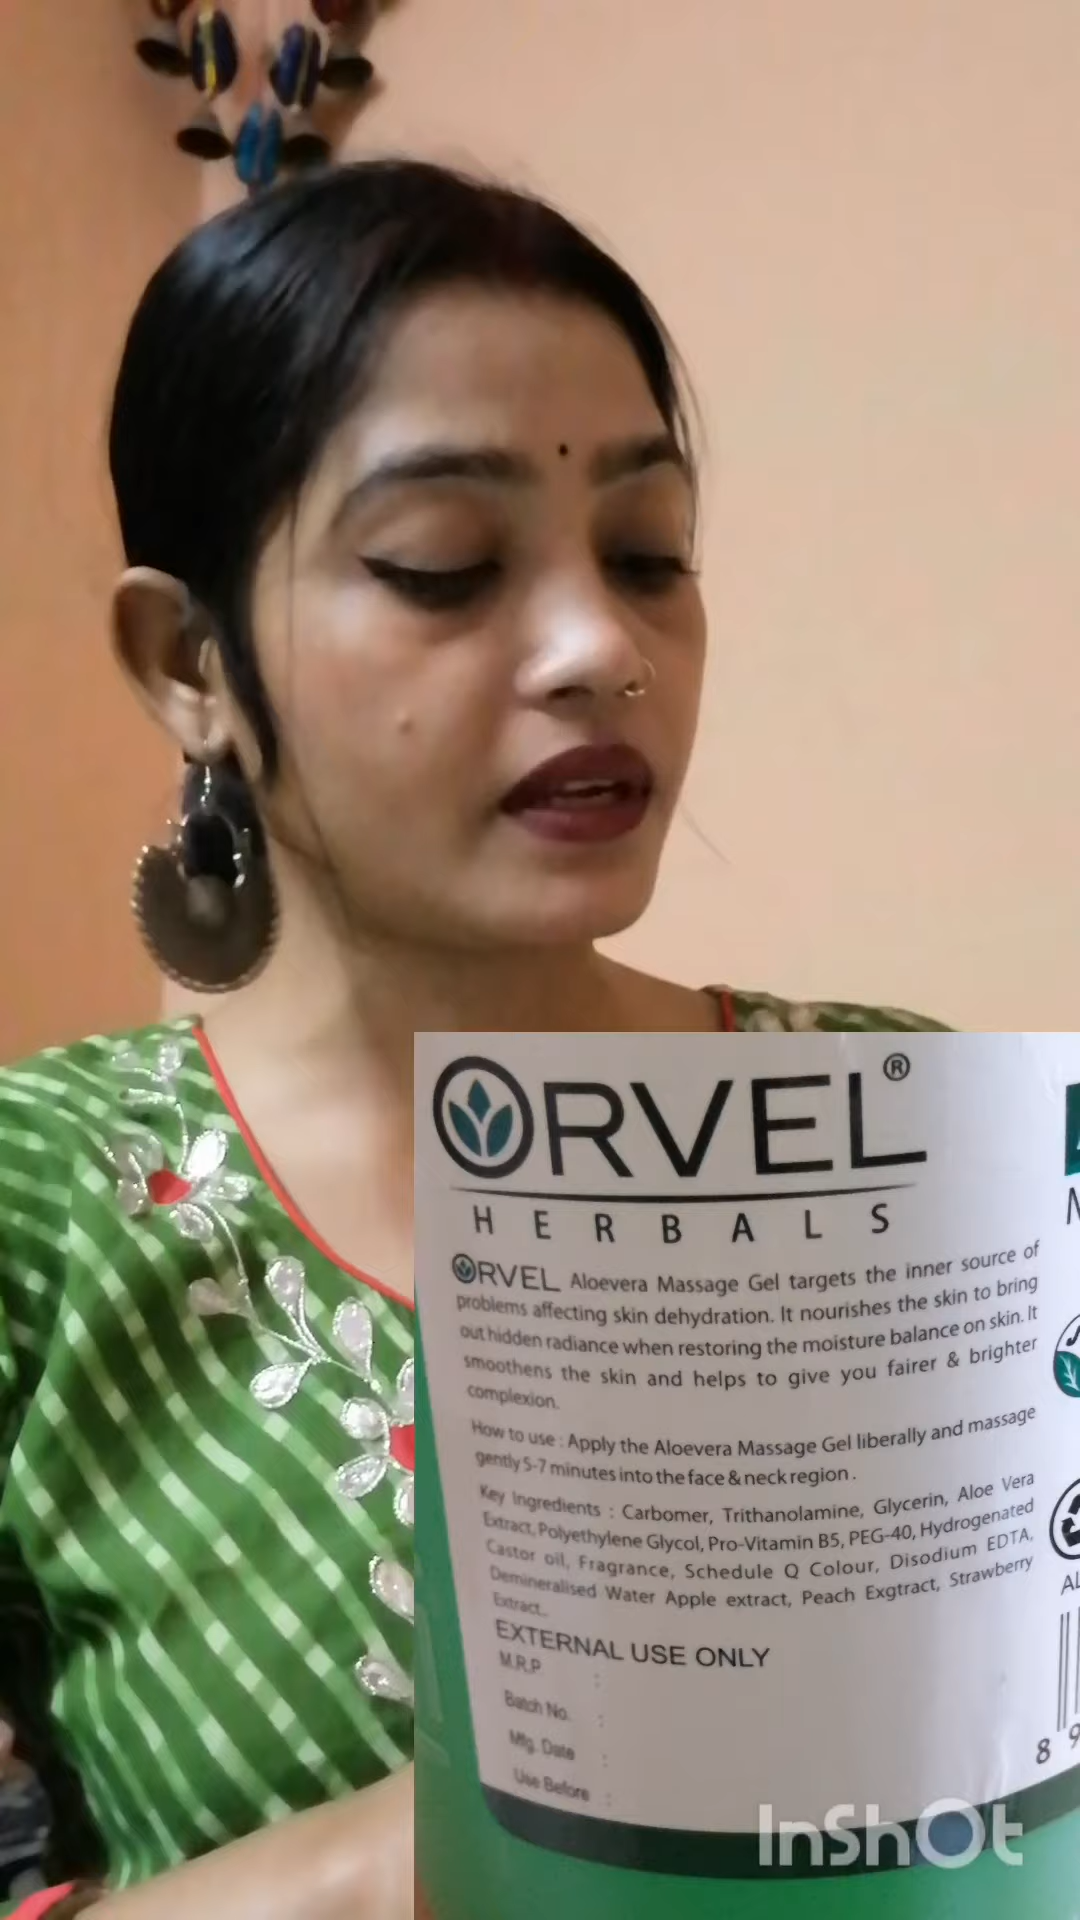 ORVEL®
HERBALS
ORVEL Aloevera Massage Gel targets the inner source of
problems affecting skin dehydration. It nourishes the skin to bring
out hidden radiance when restoring the moisture balance on skin. It
smoothens the skin and helps to give you fairer & brighter
complexion.
How to use : Apply the Aloevera Massage Gel liberally and massage
gently 5-7 minutes into the face & neck region .
Key Ingredients : Carbomer, Trithanolamine, Glycerin, Aloe Vera
Extract, Polyethylene Glycol, Pro-Vitamin B5, PEG-40, Hydrogenated
Castor oil, Fragrance, Schedule Q Colour, Disodium EDTA,
Demineralised Water Apple extract, Peach Exgtract, Strawberry
Extract..
EXTERNAL USE ONLY
M.R.P :
Batch No. :
Mfg. Date :
Use Before :
8 9
InShOt